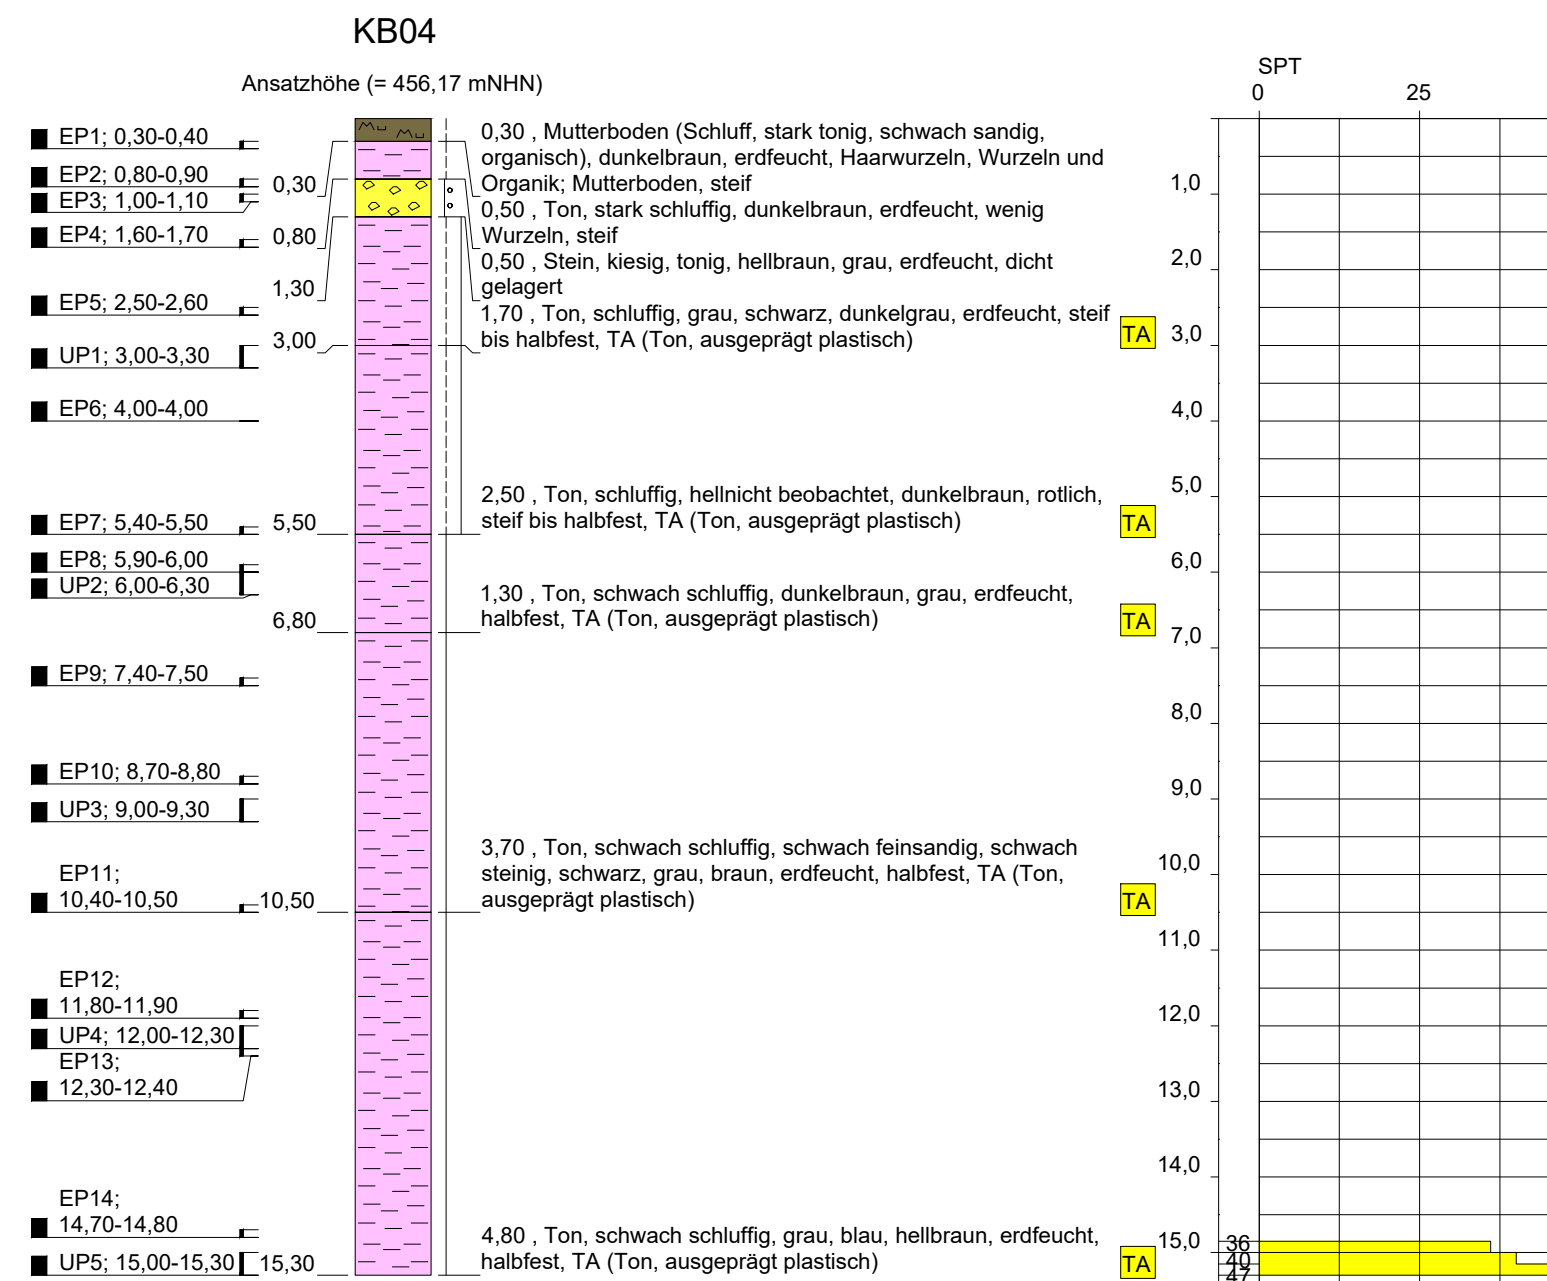 KB04
Ansatzhöhe (= 456,17 mNHN)
SPT
0 25
EP1; 0,30-0,40
EP2; 0,80-0,90
EP3; 1,00-1,10
EP4; 1,60-1,70
EP5; 2,50-2,60
UP1; 3,00-3,30
EP6; 4,00-4,00
EP7; 5,40-5,50
EP8; 5,90-6,00
UP2; 6,00-6,30
EP9; 7,40-7,50
EP10; 8,70-8,80
UP3; 9,00-9,30
EP11;
10,40-10,50
EP12;
11,80-11,90
UP4; 12,00-12,30
EP13;
12,30-12,40
EP14;
14,70-14,80
UP5; 15,00-15,30
0,30
0,80
1,30
3,00
5,50
6,80
10,50
15,30
0,30 , Mutterboden (Schluff, stark tonig, schwach sandig,
organisch), dunkelbraun, erdfeucht, Haarwurzeln, Wurzeln und
Organik; Mutterboden, steif
0,50 , Ton, stark schluffig, dunkelbraun, erdfeucht, wenig
Wurzeln, steif
0,50 , Stein, kiesig, tonig, hellbraun, grau, erdfeucht, dicht
gelagert
1,70 , Ton, schluffig, grau, schwarz, dunkelgrau, erdfeucht, steif
bis halbfest, TA (Ton, ausgeprägt plastisch)
TA
2,50 , Ton, schluffig, hellnicht beobachtet, dunkelbraun, rotlich,
steif bis halbfest, TA (Ton, ausgeprägt plastisch)
TA
1,30 , Ton, schwach schluffig, dunkelbraun, grau, erdfeucht,
halbfest, TA (Ton, ausgeprägt plastisch)
TA
3,70 , Ton, schwach schluffig, schwach feinsandig, schwach
steinig, schwarz, grau, braun, erdfeucht, halbfest, TA (Ton,
ausgeprägt plastisch)
TA
4,80 , Ton, schwach schluffig, grau, blau, hellbraun, erdfeucht,
halbfest, TA (Ton, ausgeprägt plastisch)
TA
1,0
2,0
3,0
4,0
5,0
6,0
7,0
8,0
9,0
10,0
11,0
12,0
13,0
14,0
15,0
36
40
47